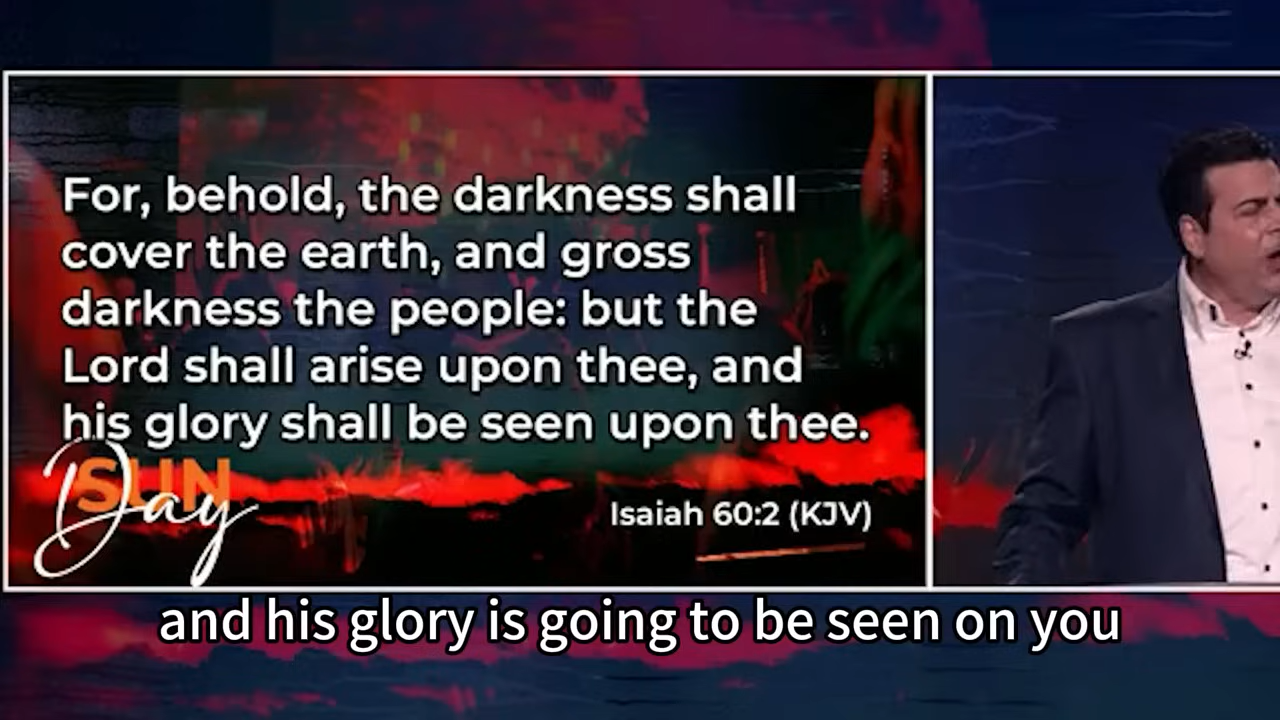 For, behold, the darkness shall
cover the earth, and gross
darkness the people: but the
Lord shall arise upon thee, and
his glory shall be seen upon thee.
SUN
Day
Isaiah 60:2 (KJV)
and his glory is going to be seen on you